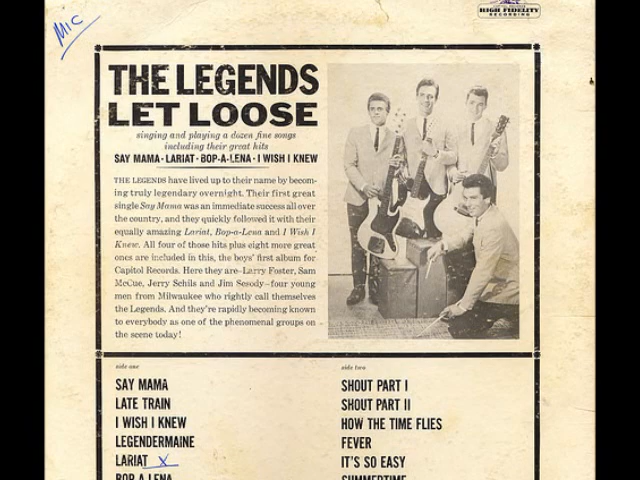 MIC
HIGH FIDELITY
RECORDING
THE LEGENDS
LET LOOSE
singing and playing a dozen fine songs
including their great hits
SAY MAMA · LARIAT · BOP-A-LENA · I WISH I KNEW
THE LEGENDS have lived up to their name by becom-
ing truly legendary overnight. Their first great
single Say Mama was an immediate success all over
the country, and they quickly followed it with their
equally amazing Lariat, Bop-a-Lena and I Wish I
Knew. All four of those hits plus eight more great
ones are included in this, the boys' first album for
Capitol Records. Here they are—Larry Foster, Sam
McCue, Jerry Schils and Jim Sesody—four young
men from Milwaukee who rightly call themselves
the Legends. And they're rapidly becoming known
to everybody as one of the phenomenal groups on
the scene today!
side one
SAY MAMA
LATE TRAIN
I WISH I KNEW
LEGENDERMAINE
LARIAT X
BOP-A-LENA
side two
SHOUT PART I
SHOUT PART II
HOW THE TIME FLIES
FEVER
IT'S SO EASY
SUMMERTIME